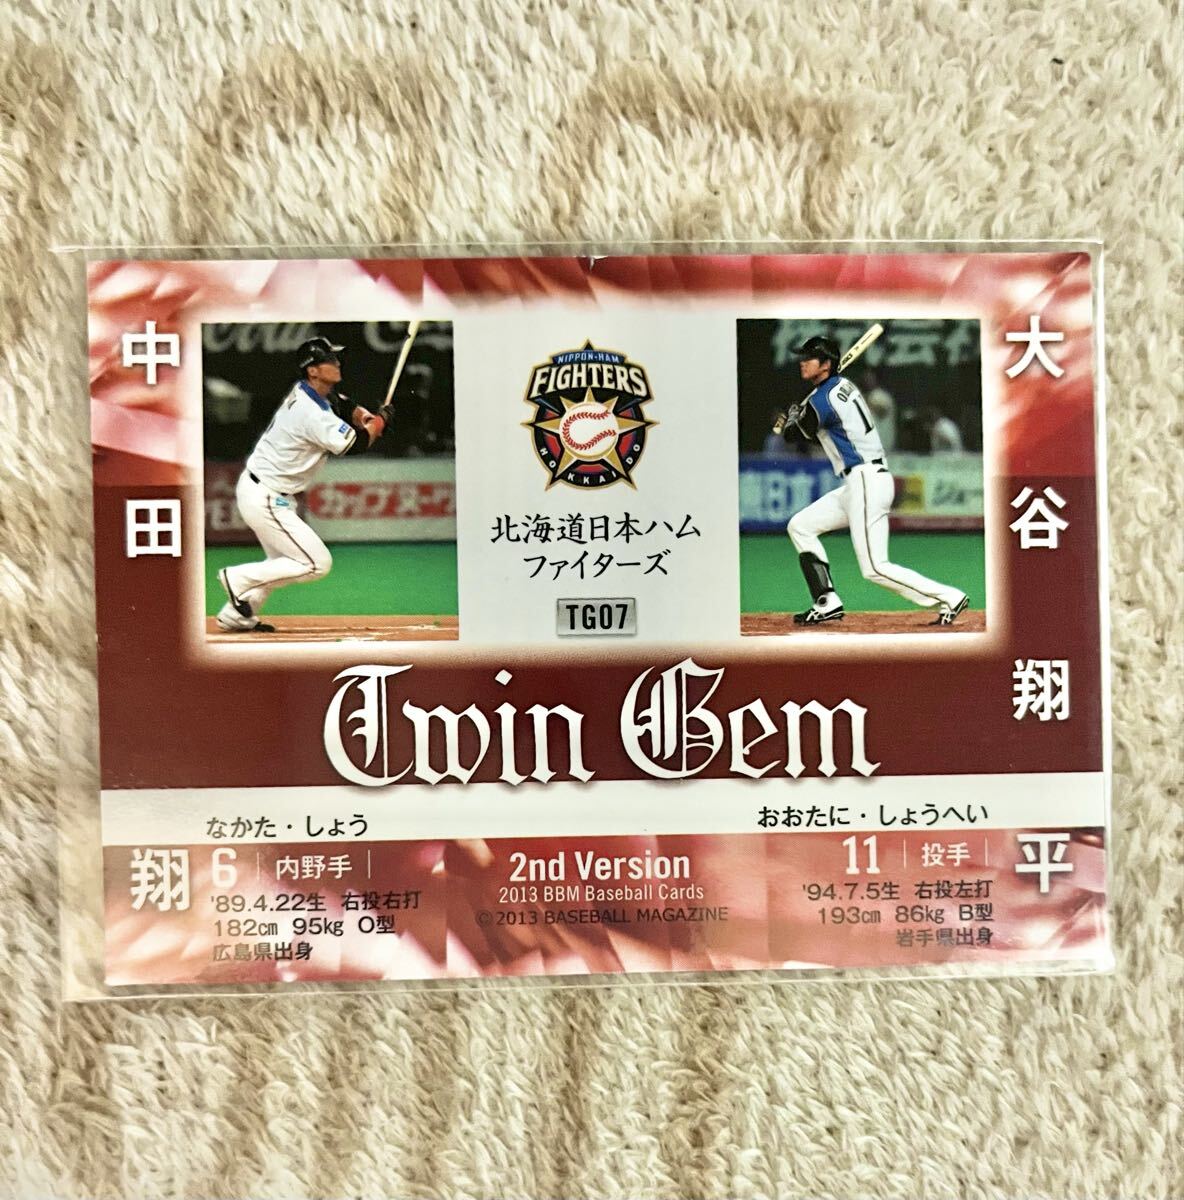 中田翔
大谷翔平
NIPPON-HAM
FIGHTERS
HOKKAIDO
北海道日本ハム
ファイターズ
TG07
Twin Gem
なかた・しょう
6 | 内野手 |
'89.4.22生 右投右打
182cm 95kg O型
広島県出身
2nd Version
2013 BBM Baseball Cards
© 2013 BASEBALL MAGAZINE
おおたに・しょうへい
11 | 投手 |
'94.7.5生 右投左打
193cm 86kg B型
岩手県出身